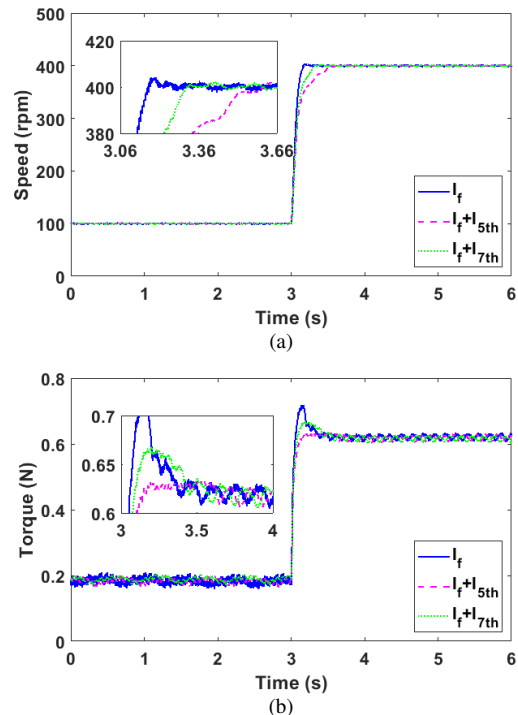 500
400
300
200
100
0
Speed (rpm)
420
400
380
3.06 3.36 3.66
I_f
I_f+I_5th
I_f+I_7th
0 1 2 3 4 5 6
Time (s)
(a)
0.8
0.6
0.4
0.2
0
Torque (N)
0.7
0.65
0.6
3 3.5 4
I_f
I_f+I_5th
I_f+I_7th
0 1 2 3 4 5 6
Time (s)
(b)